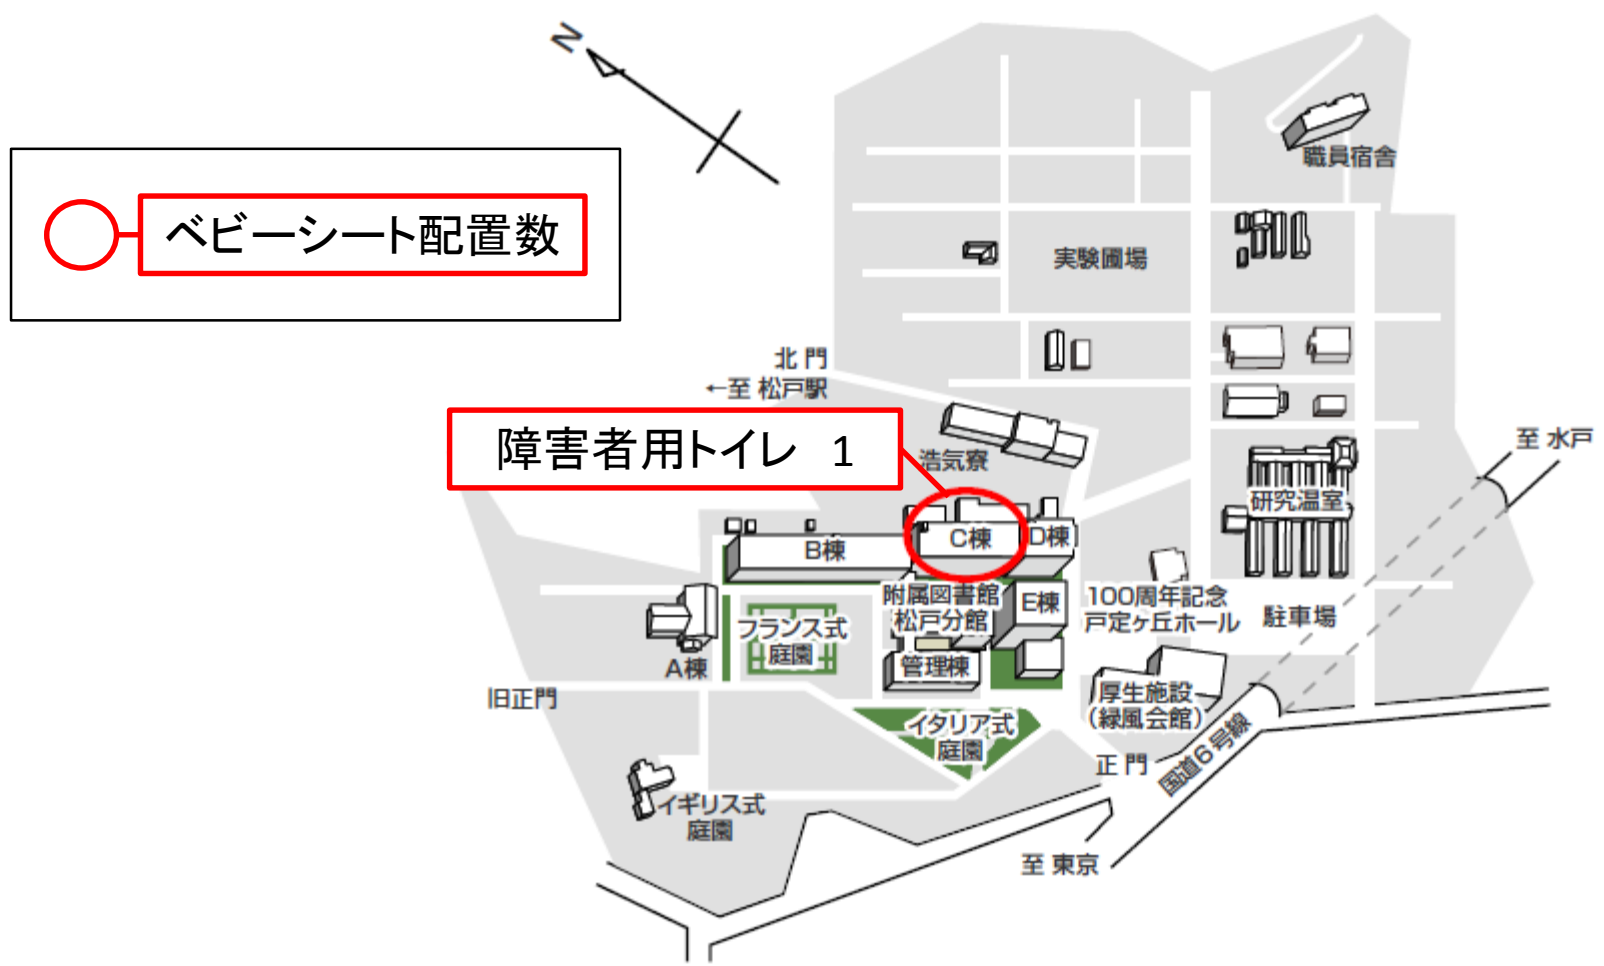 N
職員宿舎
ベビーシート配置数
実験圃場
北 門
←至 松戸駅
至 水戸
障害者用トイレ 1
浩気寮
研究温室
C棟
D棟
B棟
附属図書館
松戸分館
E棟
100周年記念
戸定ヶ丘ホール
駐車場
フランス式
庭園
A棟
管理棟
旧正門
厚生施設
(緑風会館)
イタリア式
庭園
正 門
国道6号線
イギリス式
庭園
至 東京